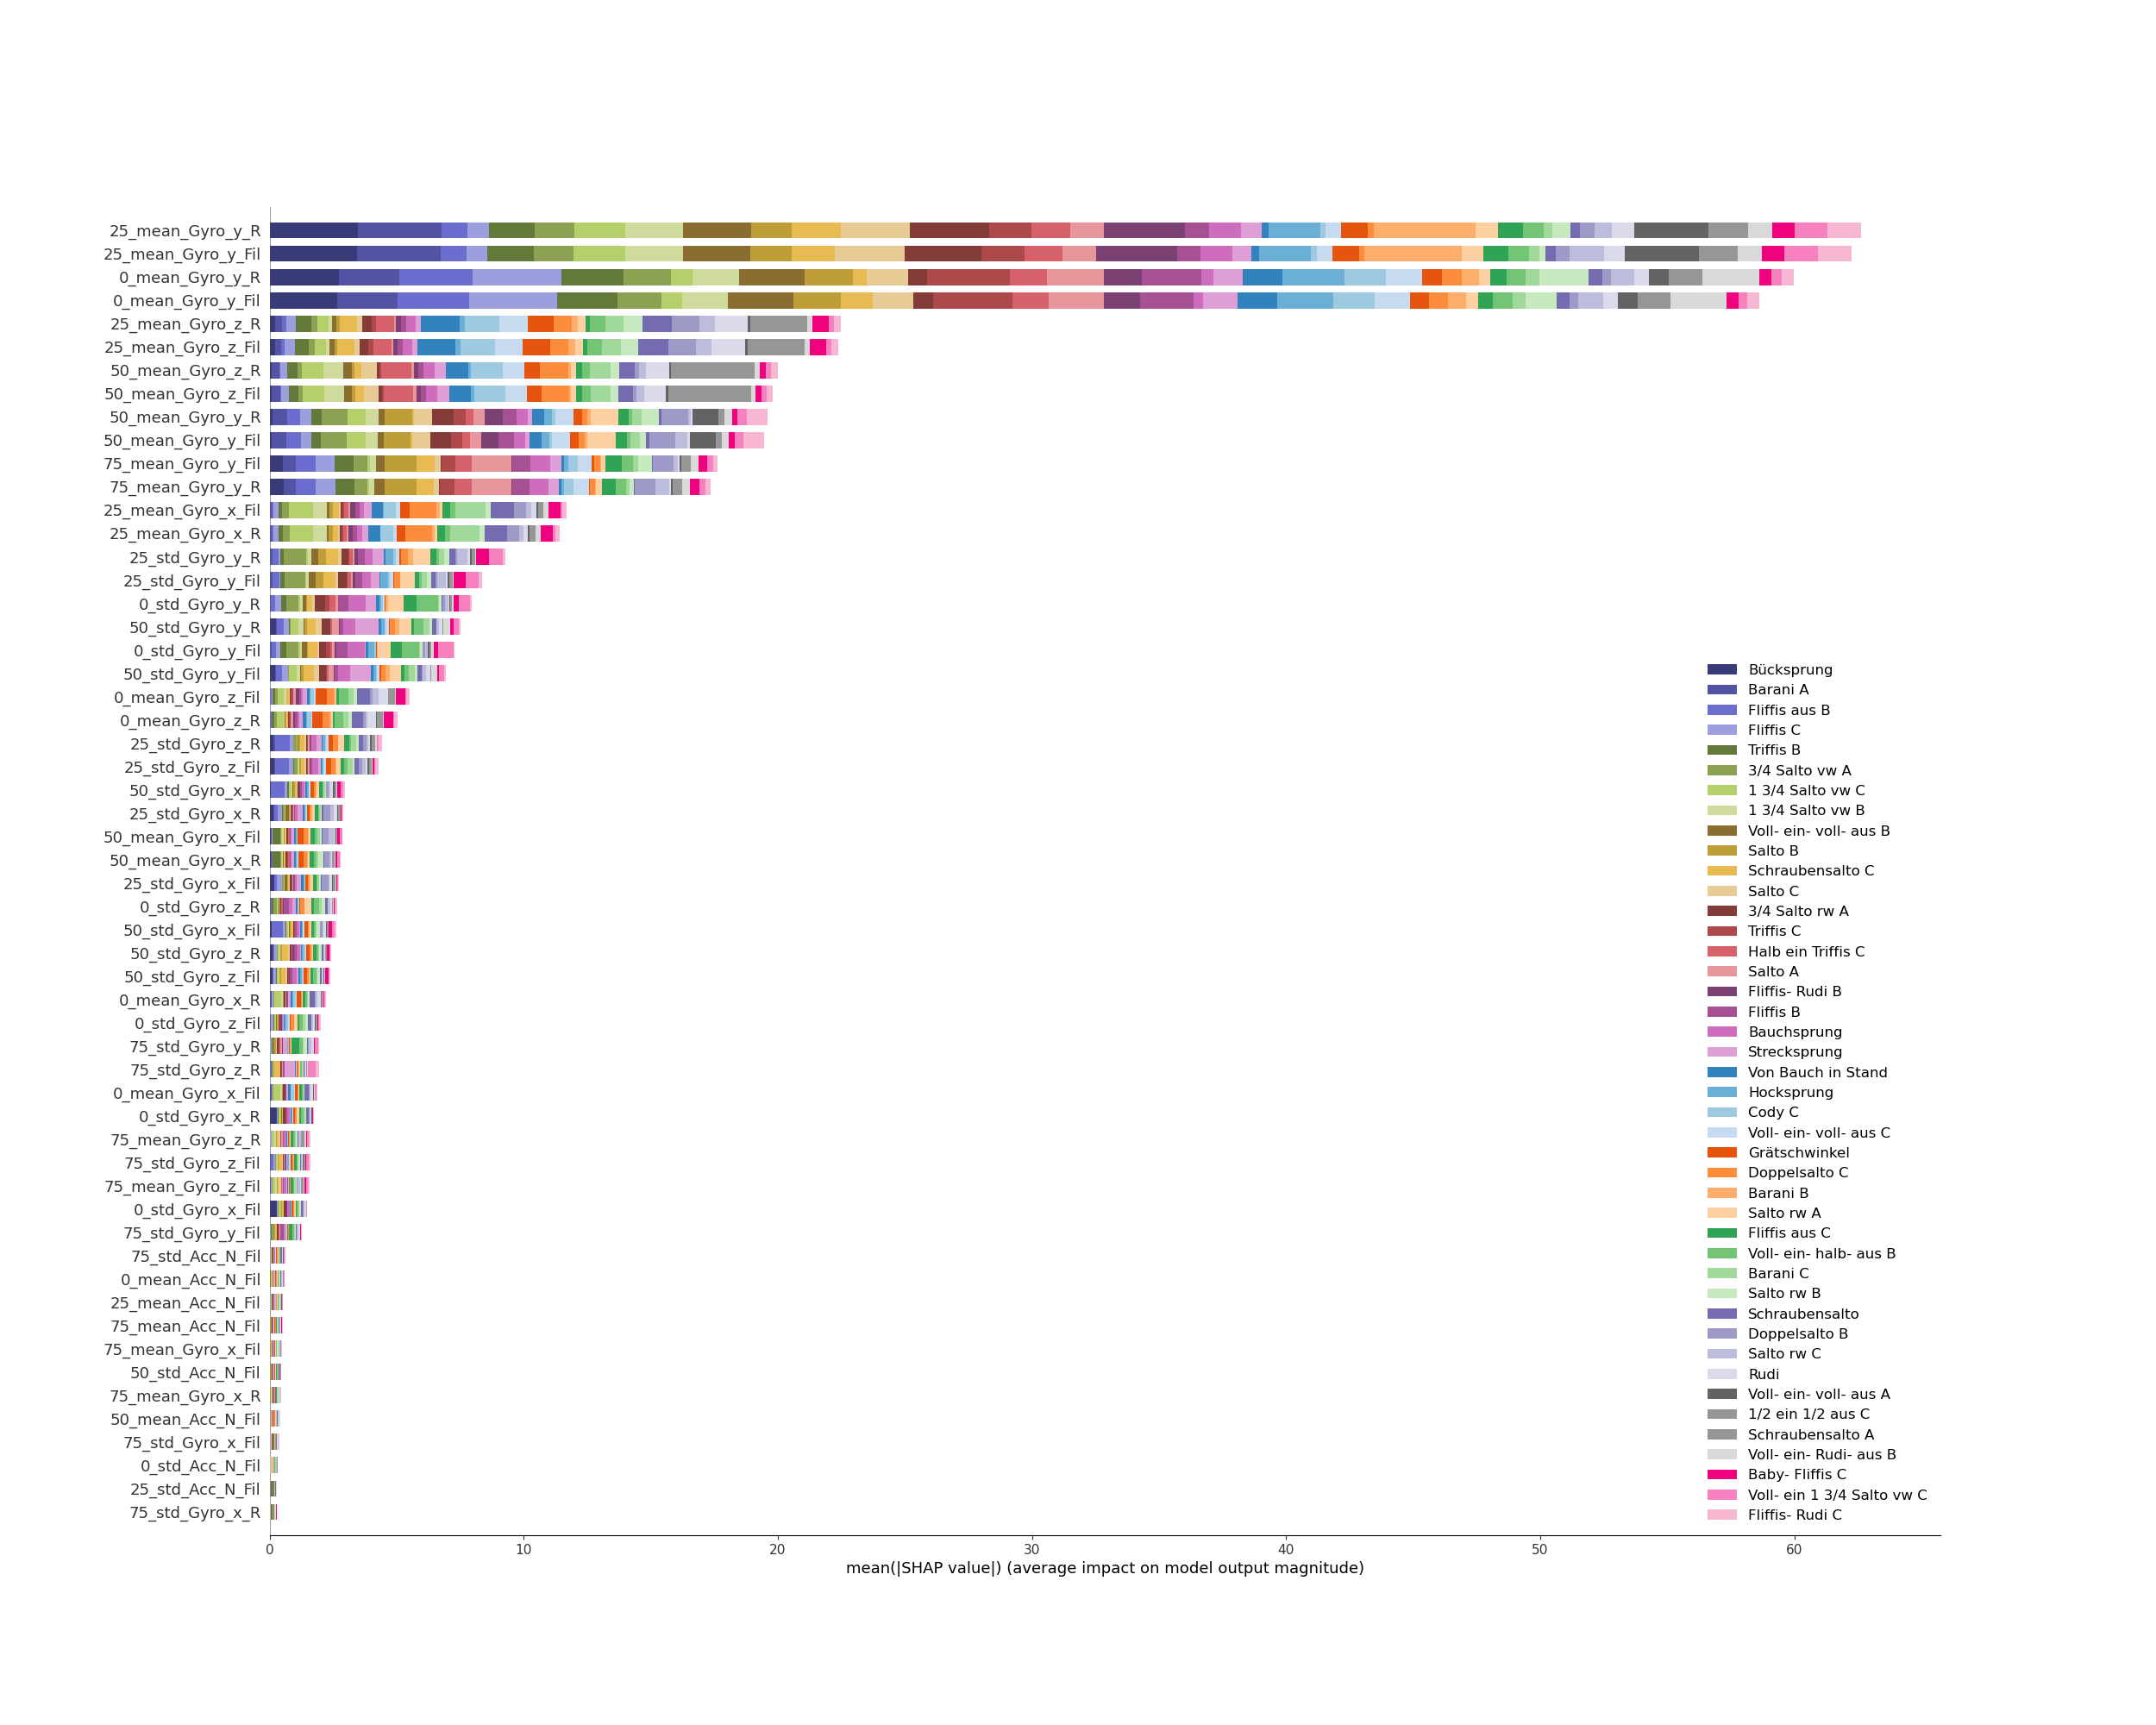 25_mean_Gyro_y_R
25_mean_Gyro_y_Fil
0_mean_Gyro_y_R
0_mean_Gyro_y_Fil
25_mean_Gyro_z_R
25_mean_Gyro_z_Fil
50_mean_Gyro_z_R
50_mean_Gyro_z_Fil
50_mean_Gyro_y_R
50_mean_Gyro_y_Fil
75_mean_Gyro_y_Fil
75_mean_Gyro_y_R
25_mean_Gyro_x_Fil
25_mean_Gyro_x_R
25_std_Gyro_y_R
25_std_Gyro_y_Fil
0_std_Gyro_y_R
50_std_Gyro_y_R
0_std_Gyro_y_Fil
50_std_Gyro_y_Fil
0_mean_Gyro_z_Fil
0_mean_Gyro_z_R
25_std_Gyro_z_R
25_std_Gyro_z_Fil
50_std_Gyro_x_R
25_std_Gyro_x_R
50_mean_Gyro_x_Fil
50_mean_Gyro_x_R
25_std_Gyro_x_Fil
0_std_Gyro_z_R
50_std_Gyro_x_Fil
50_std_Gyro_z_R
50_std_Gyro_z_Fil
0_mean_Gyro_x_R
0_std_Gyro_z_Fil
75_std_Gyro_y_R
75_std_Gyro_z_R
0_mean_Gyro_x_Fil
0_std_Gyro_x_R
75_mean_Gyro_z_R
75_std_Gyro_z_Fil
75_mean_Gyro_z_Fil
0_std_Gyro_x_Fil
75_std_Gyro_y_Fil
75_std_Acc_N_Fil
0_mean_Acc_N_Fil
25_mean_Acc_N_Fil
75_mean_Acc_N_Fil
75_mean_Gyro_x_Fil
50_std_Acc_N_Fil
75_mean_Gyro_x_R
50_mean_Acc_N_Fil
75_std_Gyro_x_Fil
0_std_Acc_N_Fil
25_std_Acc_N_Fil
75_std_Gyro_x_R
Bücksprung
Barani A
Fliffis aus B
Fliffis C
Triffis B
3/4 Salto vw A
1 3/4 Salto vw C
1 3/4 Salto vw B
Voll- ein- voll- aus B
Salto B
Schraubensalto C
Salto C
3/4 Salto rw A
Triffis C
Halb ein Triffis C
Salto A
Fliffis- Rudi B
Fliffis B
Bauchsprung
Strecksprung
Von Bauch in Stand
Hocksprung
Cody C
Voll- ein- voll- aus C
Grätschwinkel
Doppelsalto C
Barani B
Salto rw A
Fliffis aus C
Voll- ein- halb- aus B
Barani C
Salto rw B
Schraubensalto
Doppelsalto B
Salto rw C
Rudi
Voll- ein- voll- aus A
1/2 ein 1/2 aus C
Schraubensalto A
Voll- ein- Rudi- aus B
Baby- Fliffis C
Voll- ein 1 3/4 Salto vw C
Fliffis- Rudi C
0 10 20 30 40 50 60
mean(|SHAP value|) (average impact on model output magnitude)